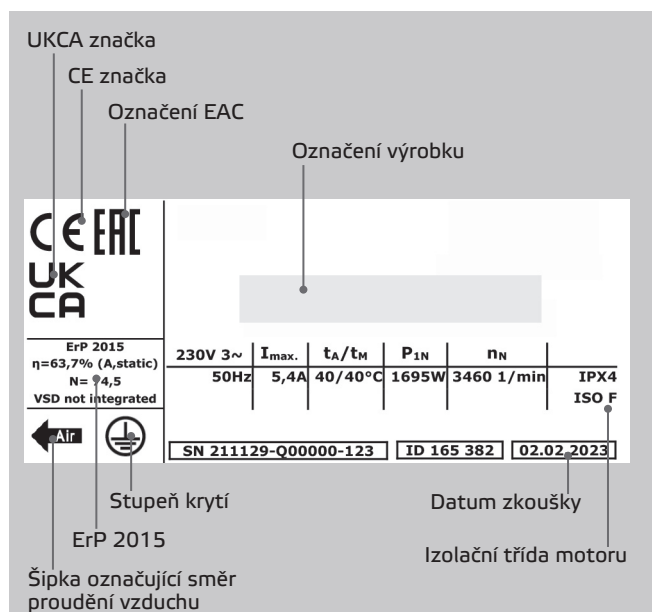 UKCA značka
CE značka
Označení EAC
Označení výrobku
CE EAC
UK
CA
ErP 2015
η=63,7% (A,static)
N= 74,5
VSD not integrated
230V 3~ Imax. tA/tM P1N nN
50Hz 5,4A 40/40°C 1695W 3460 1/min IPX4
ISO F
Air
SN 211129-Q00000-123 ID 165 382 02.02.2023
Stupeň krytí
Datum zkoušky
ErP 2015
Izolační třída motoru
Šipka označující směr
proudění vzduchu